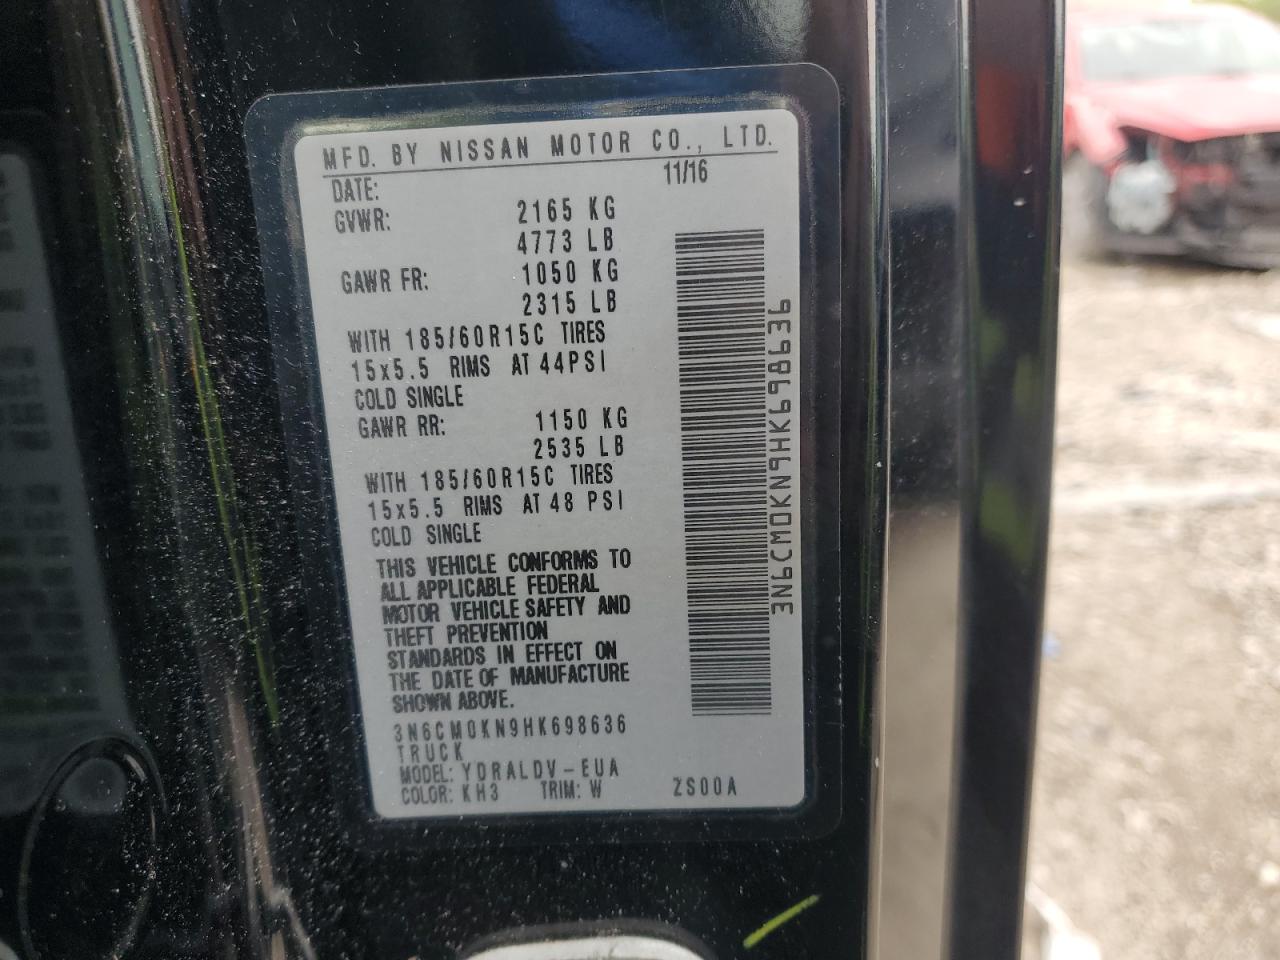 MFD. BY NISSAN MOTOR CO., LTD.
DATE: 11/16
GVWR: 2165 KG
4773 LB
GAWR FR: 1050 KG
2315 LB
WITH 185/60R15C TIRES
15x5.5 RIMS AT 44PSI
COLD SINGLE
GAWR RR: 1150 KG
2535 LB
WITH 185/60R15C TIRES
15x5.5 RIMS AT 48 PSI
COLD SINGLE
THIS VEHICLE CONFORMS TO
ALL APPLICABLE FEDERAL
MOTOR VEHICLE SAFETY AND
THEFT PREVENTION
STANDARDS IN EFFECT ON
THE DATE OF MANUFACTURE
SHOWN ABOVE.
3N6CM0KN9HK698636
TRUCK
MODEL: YDRALDV-EUA
COLOR: KH3 TRIM: W ZS00A
3N6CM0KN9HK698636